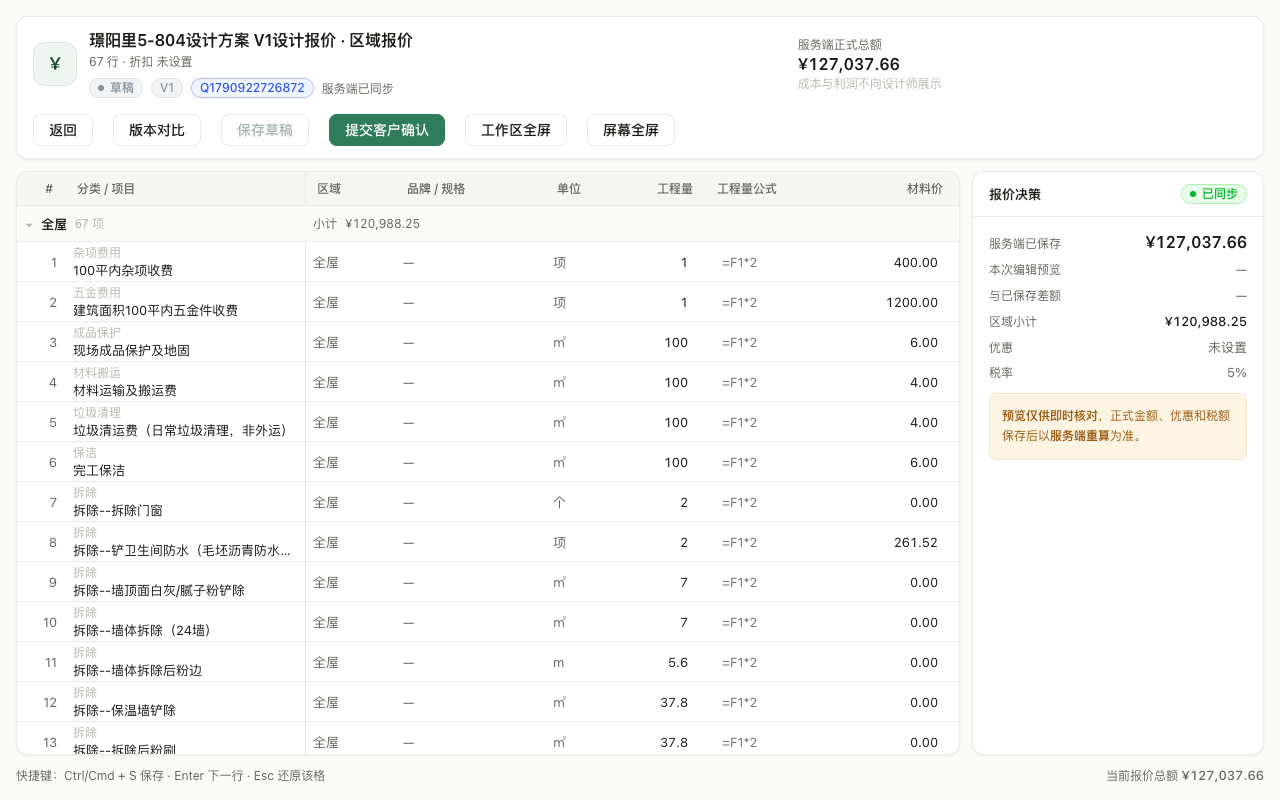 ¥
璟阳里5-804设计方案 V1设计报价 · 区域报价
67 行 · 折扣 未设置
草稿 V1 Q1790922726872 服务端已同步
服务端正式总额
¥127,037.66
成本与利润不向设计师展示
返回 版本对比 保存草稿 提交客户确认 工作区全屏 屏幕全屏
# 分类 / 项目 区域 品牌 / 规格 单位 工程量 工程量公式 材料价
全屋 67 项 小计 ¥120,988.25
杂项费用
1 100平内杂项收费 全屋 — 项 1 =F1*2 400.00
五金费用
2 建筑面积100平内五金件收费 全屋 — 项 1 =F1*2 1200.00
成品保护
3 现场成品保护及地固 全屋 — ㎡ 100 =F1*2 6.00
材料搬运
4 材料运输及搬运费 全屋 — ㎡ 100 =F1*2 4.00
垃圾清理
5 垃圾清运费（日常垃圾清理，非外运） 全屋 — ㎡ 100 =F1*2 4.00
保洁
6 完工保洁 全屋 — ㎡ 100 =F1*2 6.00
拆除
7 拆除--拆除门窗 全屋 — 个 2 =F1*2 0.00
拆除
8 拆除--铲卫生间防水（毛坯沥青防水... 全屋 — 项 2 =F1*2 261.52
拆除
9 拆除--墙顶面白灰/腻子粉铲除 全屋 — ㎡ 7 =F1*2 0.00
拆除
10 拆除--墙体拆除（24墙） 全屋 — ㎡ 7 =F1*2 0.00
拆除
11 拆除--墙体拆除后粉边 全屋 — m 5.6 =F1*2 0.00
拆除
12 拆除--保温墙铲除 全屋 — ㎡ 37.8 =F1*2 0.00
拆除
13 拆除--拆除后粉刷 全屋 — ㎡ 37.8 =F1*2 0.00
报价决策 已同步
服务端已保存 ¥127,037.66
本次编辑预览 —
与已保存差额 —
区域小计 ¥120,988.25
优惠 未设置
税率 5%
预览仅供即时核对，正式金额、优惠和税额
保存后以服务端重算为准。
快捷键：Ctrl/Cmd + S 保存 · Enter 下一行 · Esc 还原该格
当前报价总额 ¥127,037.66